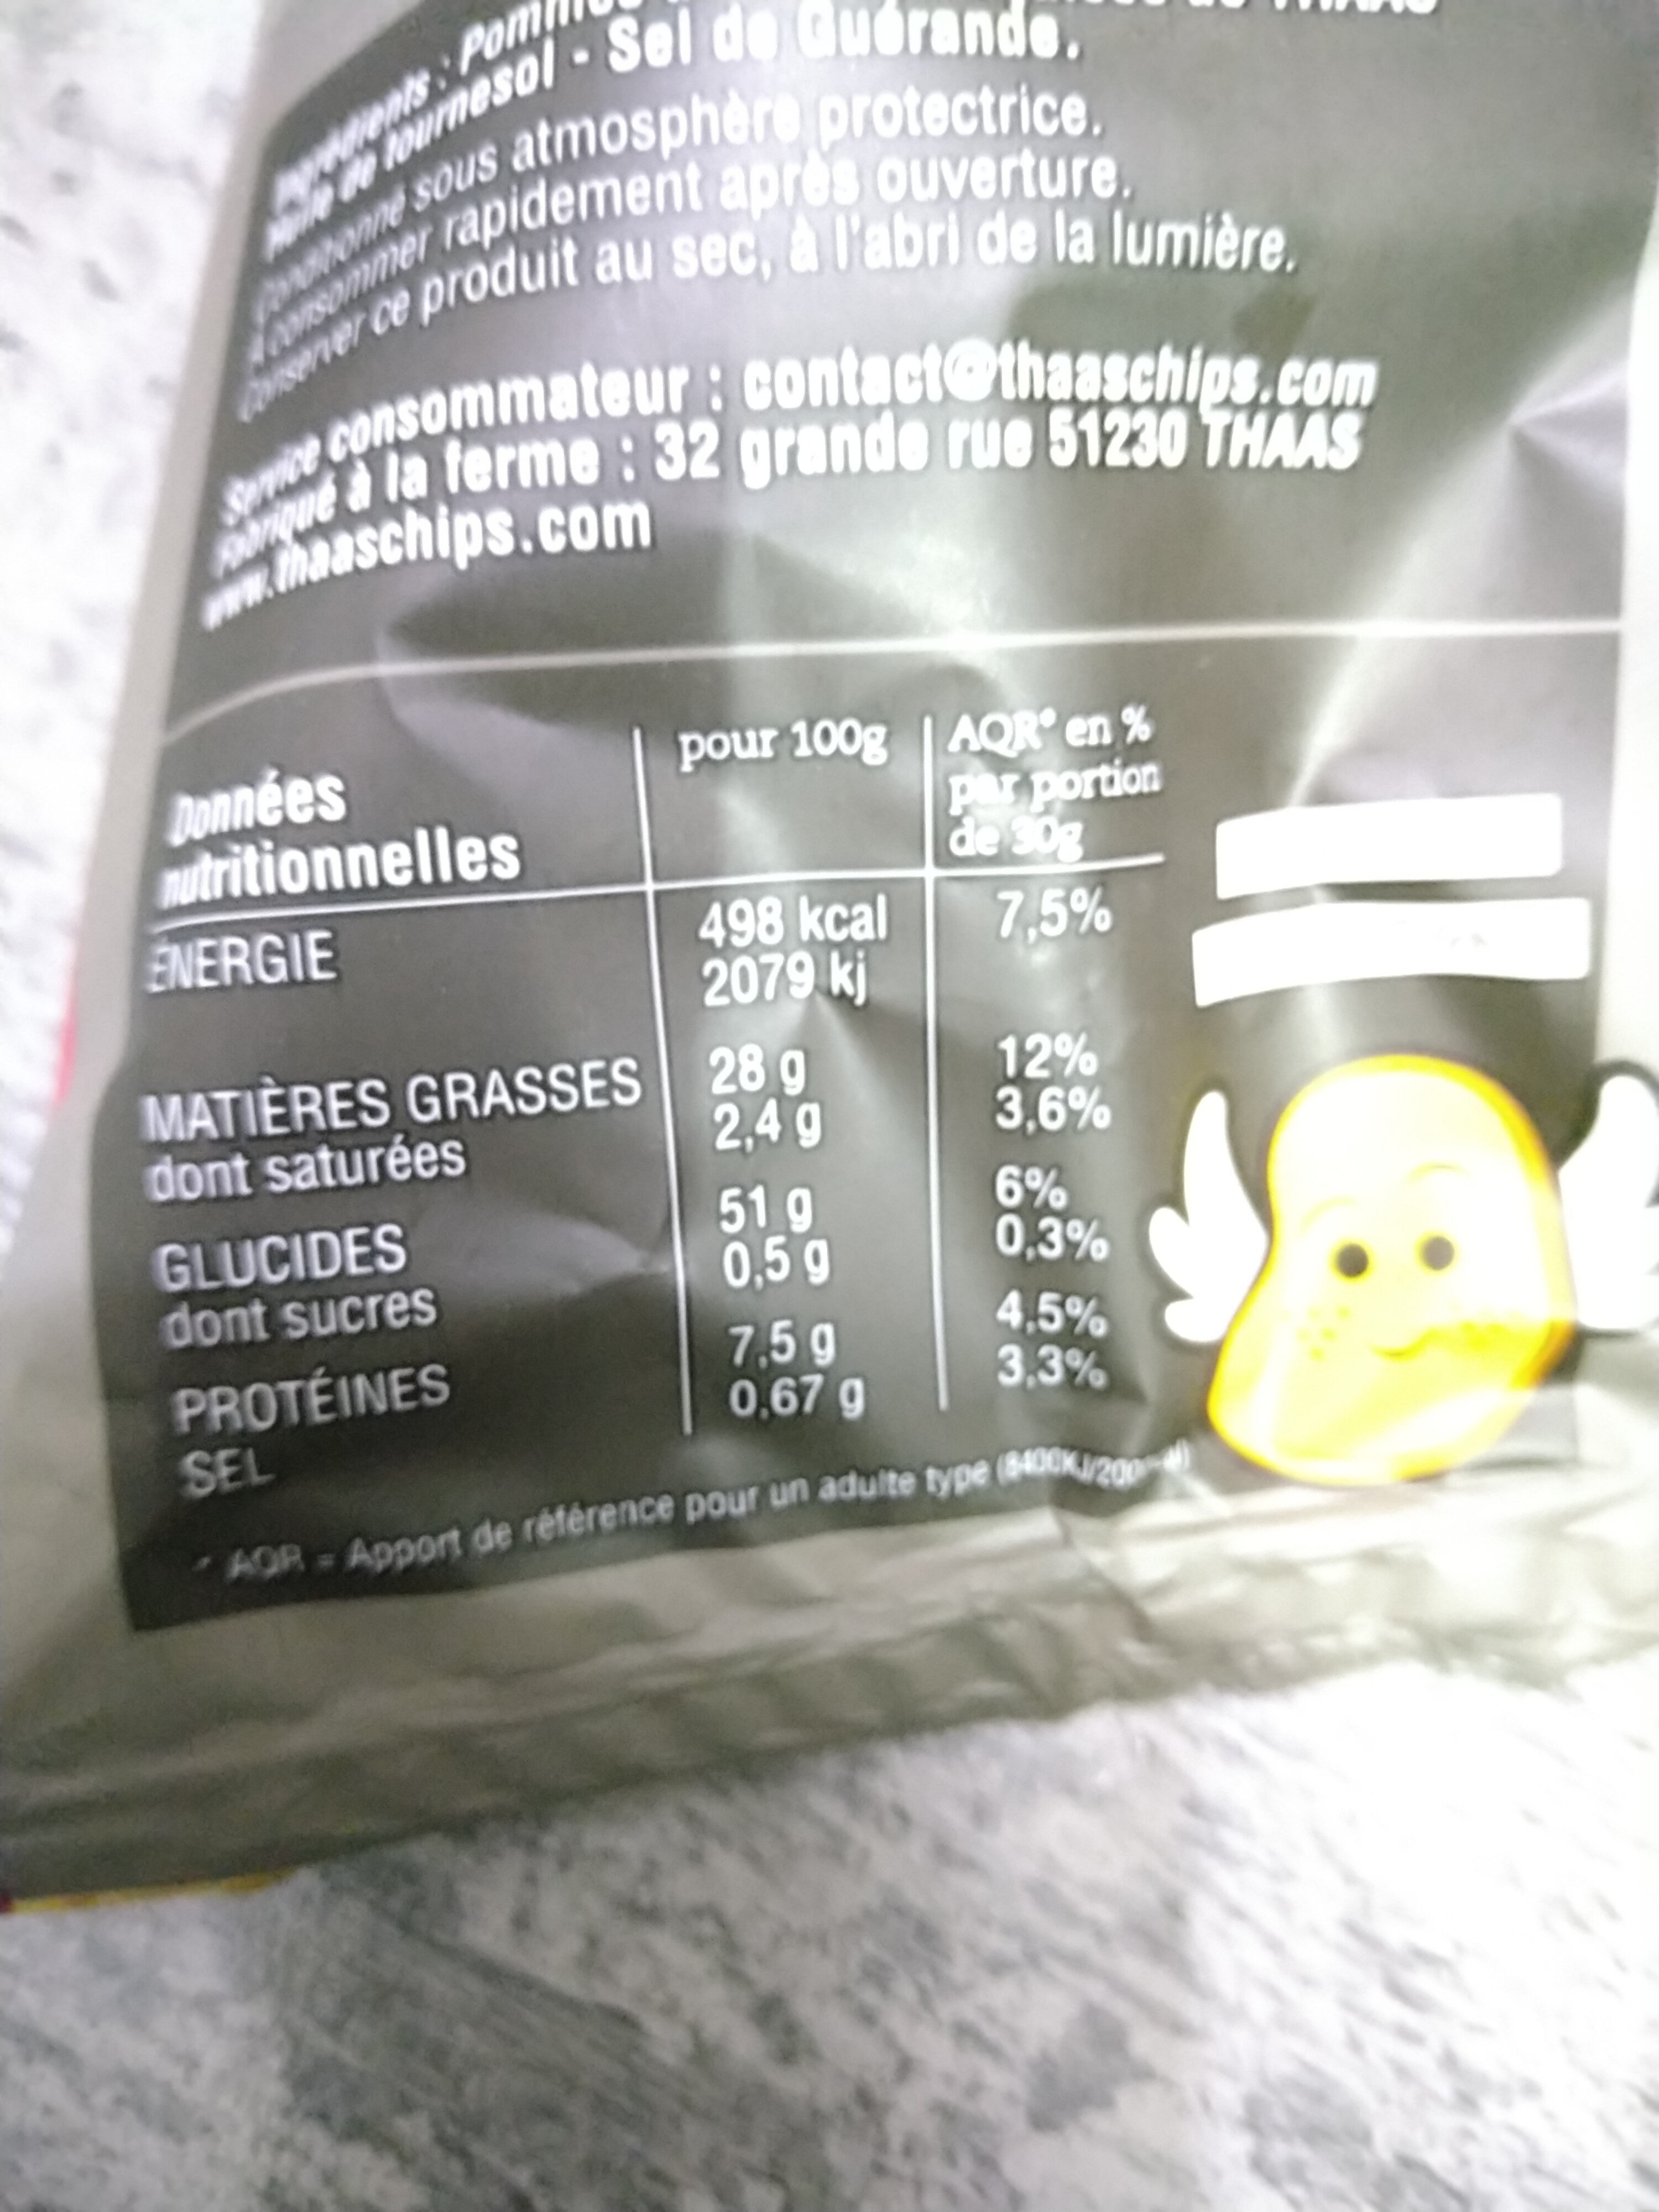 Ingrédients :
Huile de tournesol - Sel de Guérande.
Conditionné sous atmosphère protectrice.
A consommer rapidement après ouverture.
Conserver ce produit au sec, à l'abri de la lumière.
Service consommateur : contact@thaaschips.com
Fabriqué à la ferme : 32 grande rue 51230 THAAS
www.thaaschips.com
Données nutritionnelles | pour 100g | AQR* en % par portion de 30g
ÉNERGIE 498 kcal 7,5%
2079 kj
MATIÈRES GRASSES 28 g 12%
dont saturées 2,4 g 3,6%
GLUCIDES 51 g 6%
dont sucres 0,5 g 0,3%
PROTÉINES 7,5 g 4,5%
SEL 0,67 g 3,3%
* AQR = Apport de référence pour un adulte type